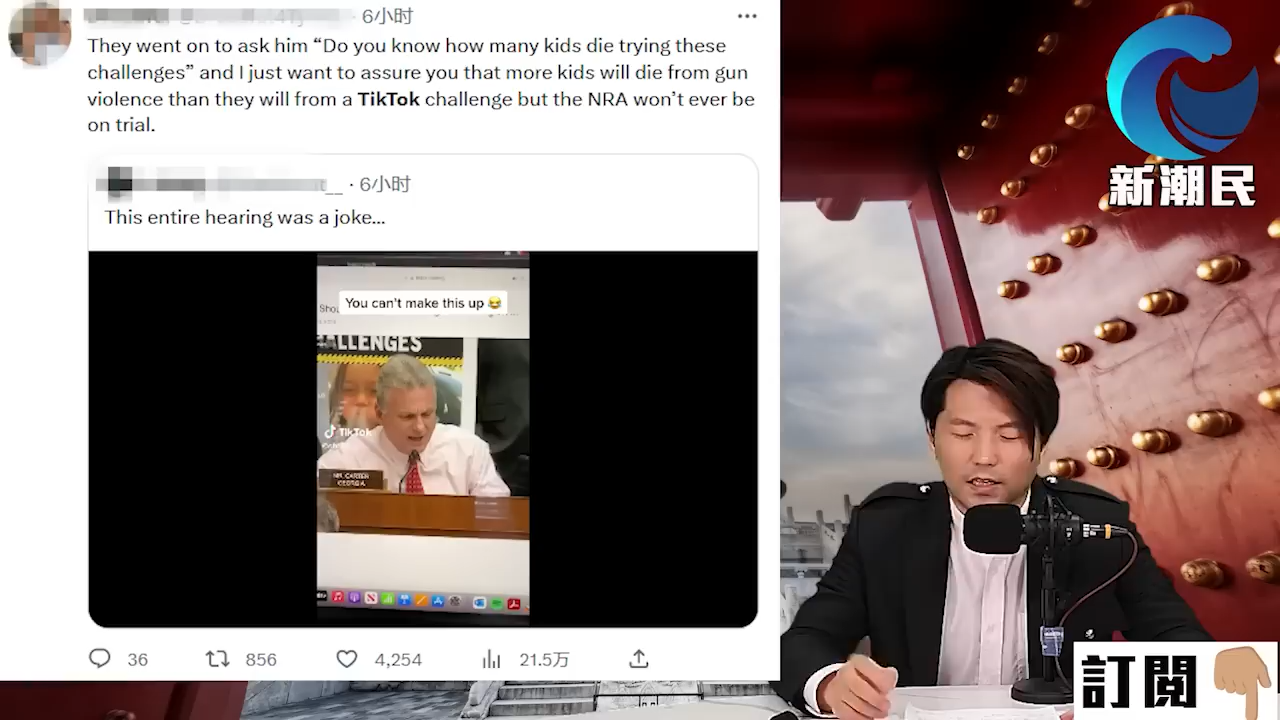 6小时
They went on to ask him “Do you know how many kids die trying these
challenges” and I just want to assure you that more kids will die from gun
violence than they will from a TikTok challenge but the NRA won’t ever be
on trial.
· 6小时
This entire hearing was a joke...
You can't make this up 😂
ALLENGES
TikTok
MR. CARTER
GEORGIA
36
856
4,254
21.5万
新潮民
訂閱